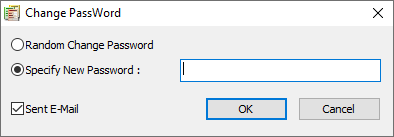 Change PassWord
Random Change Password
Specify New Password :
Sent E-Mail
OK
Cancel